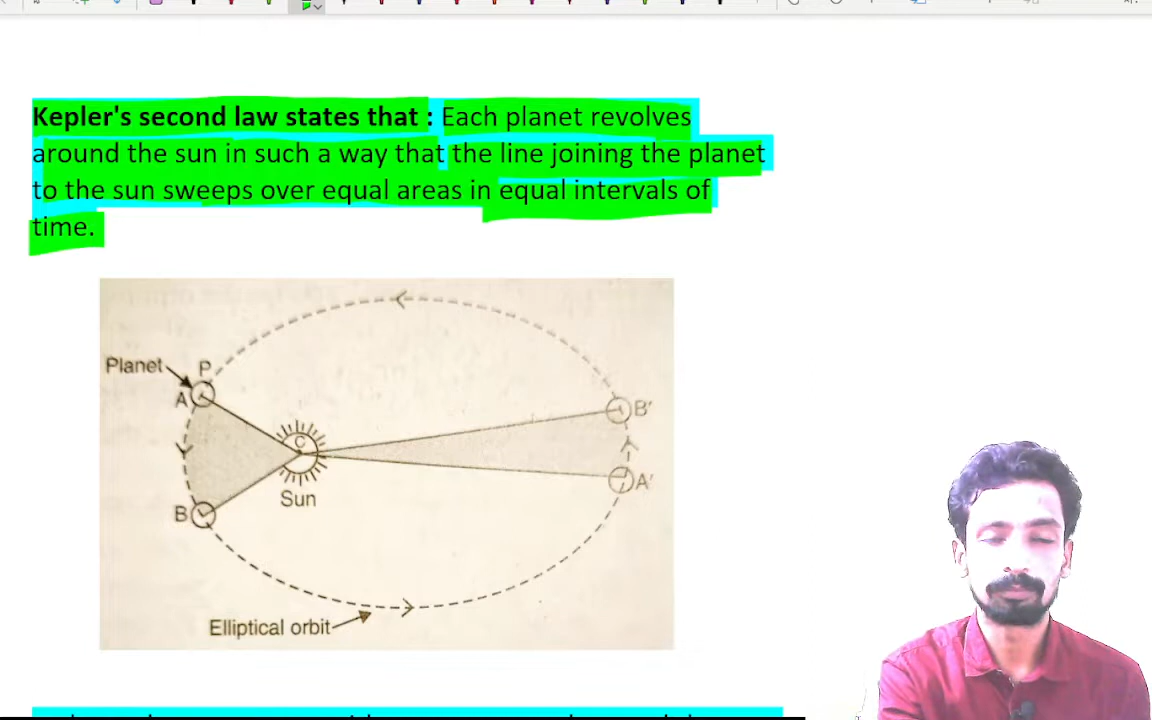 Kepler's second law states that : Each planet revolves
around the sun in such a way that the line joining the planet
to the sun sweeps over equal areas in equal intervals of
time.
Planet
P
A
B'
C
A'
Sun
B
Elliptical orbit